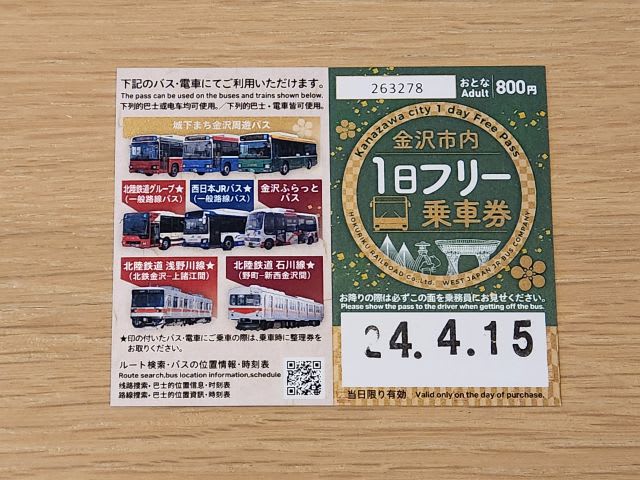 下記のバス・電車にてご利用いただけます。
The pass can be used on the buses and trains shown below.
下列的巴士或电车均可使用。／下列的巴士・電車皆可使用。
城下まち金沢周遊バス
北陸鉄道グループ★
(一般路線バス)
西日本JRバス★
(一般路線バス)
金沢ふらっと
バス
北陸鉄道 浅野川線★
(北鉄金沢ー上諸江間)
北陸鉄道 石川線★
(野町ー新西金沢間)
★印の付いたバス・電車にご乗車の際は、乗車時に整理券を
お取りください。
ルート検索・バスの位置情報・時刻表
Route search,bus location information,schedule
线路搜索・巴士的位置信息・时刻表
路線搜索・巴士的位置資訊・時刻表
263278
おとな
Adult
800円
Kanazawa city 1 day Free Pass
金沢市内
1日フリー
乗車券
HOKURIKU RAILROAD Co.,Ltd. WEST JAPAN JR BUS COMPANY
お降りの際は必ずこの面を乗務員にお見せください。
Please show the pass to the driver when getting off the bus.
24.4.15
当日限り有効 Valid only on the day of purchase.